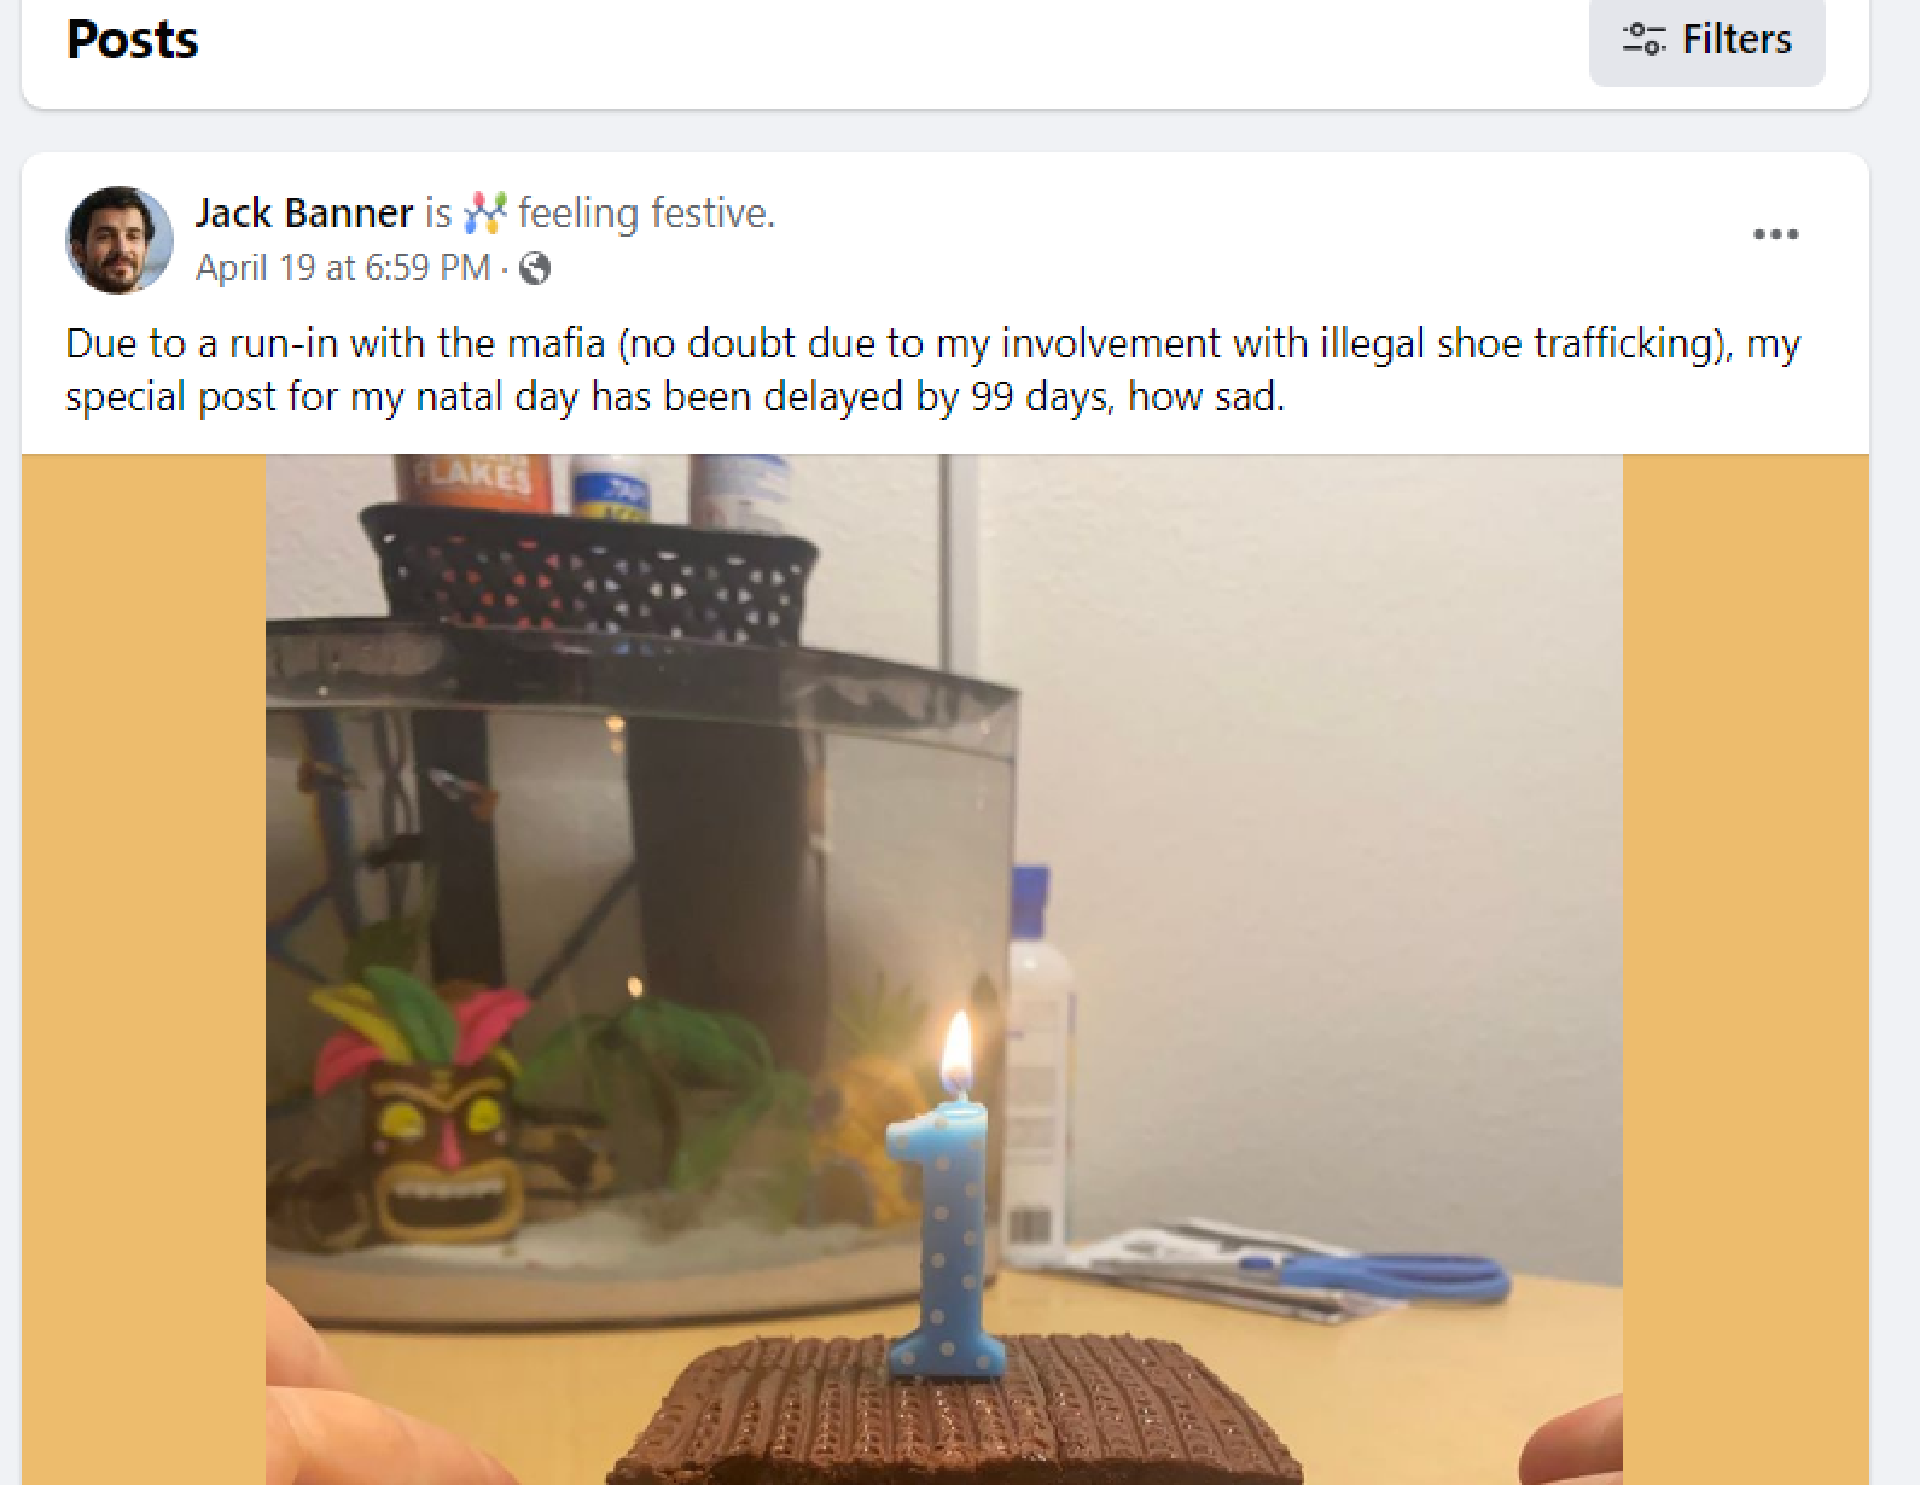 Posts
Filters
Jack Banner is feeling festive.
April 19 at 6:59 PM ·
Due to a run-in with the mafia (no doubt due to my involvement with illegal shoe trafficking), my
special post for my natal day has been delayed by 99 days, how sad.
FLAKES